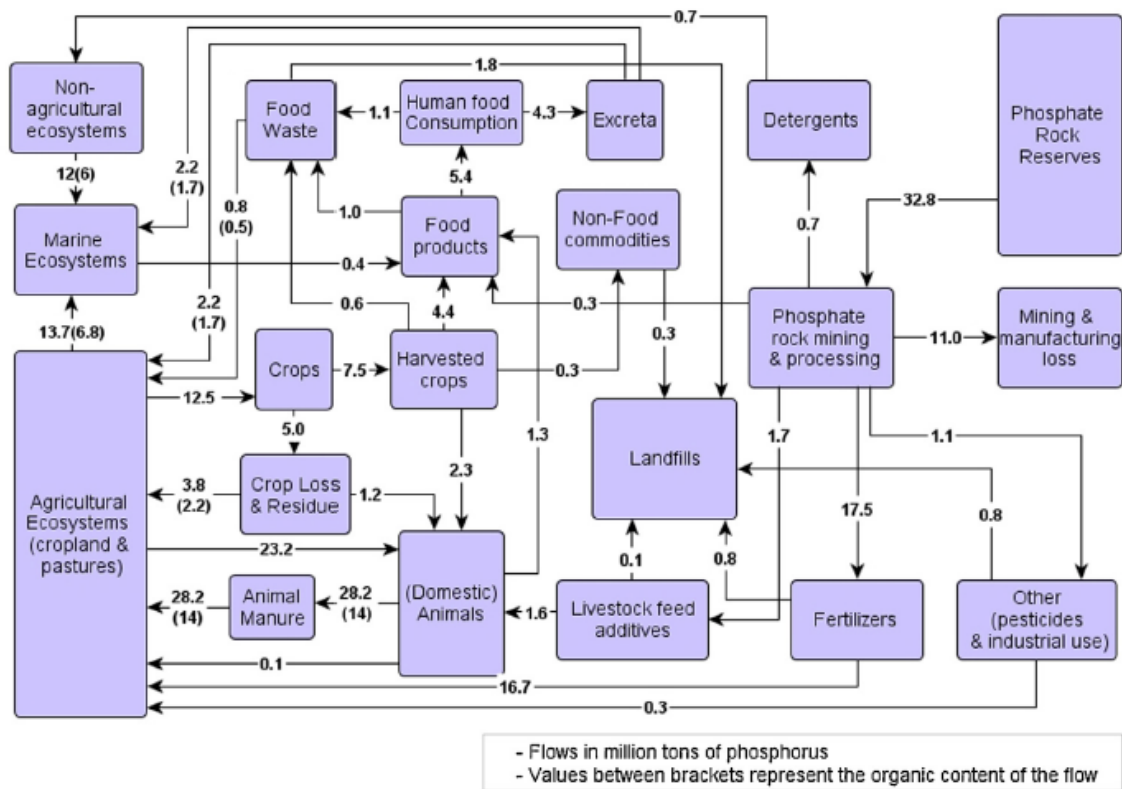 0.7
Non-
agricultural
ecosystems
Food
Waste
1.8
Human food
Consumption
1.1
4.3
Excreta
Detergents
Phosphate
Rock
Reserves
12(6)
2.2
(1.7)
0.8
(0.5)
5.4
Marine
Ecosystems
1.0
Food
products
Non-Food
commodities
0.7
32.8
0.4
0.6
4.4
0.3
0.3
Phosphate
rock mining
& processing
11.0
Mining &
manufacturing
loss
13.7(6.8)
2.2
(1.7)
Crops
7.5
Harvested
crops
0.3
12.5
5.0
2.3
1.3
Landfills
1.7
17.5
1.1
Agricultural
Ecosystems
(cropland &
pastures)
3.8
(2.2)
Crop Loss
& Residue
1.2
0.8
23.2
28.2
(14)
Animal
Manure
28.2
(14)
(Domestic)
Animals
0.1
0.8
1.6
Livestock feed
additives
Fertilizers
Other
(pesticides
& industrial use)
0.1
16.7
0.3
- Flows in million tons of phosphorus
- Values between brackets represent the organic content of the flow